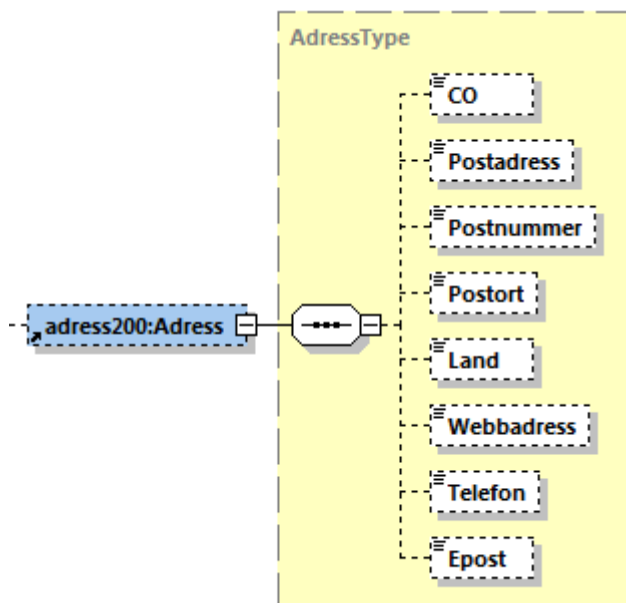 AdressType
CO
Postadress
Postnummer
Postort
adress200:Adress
Land
Webbadress
Telefon
Epost